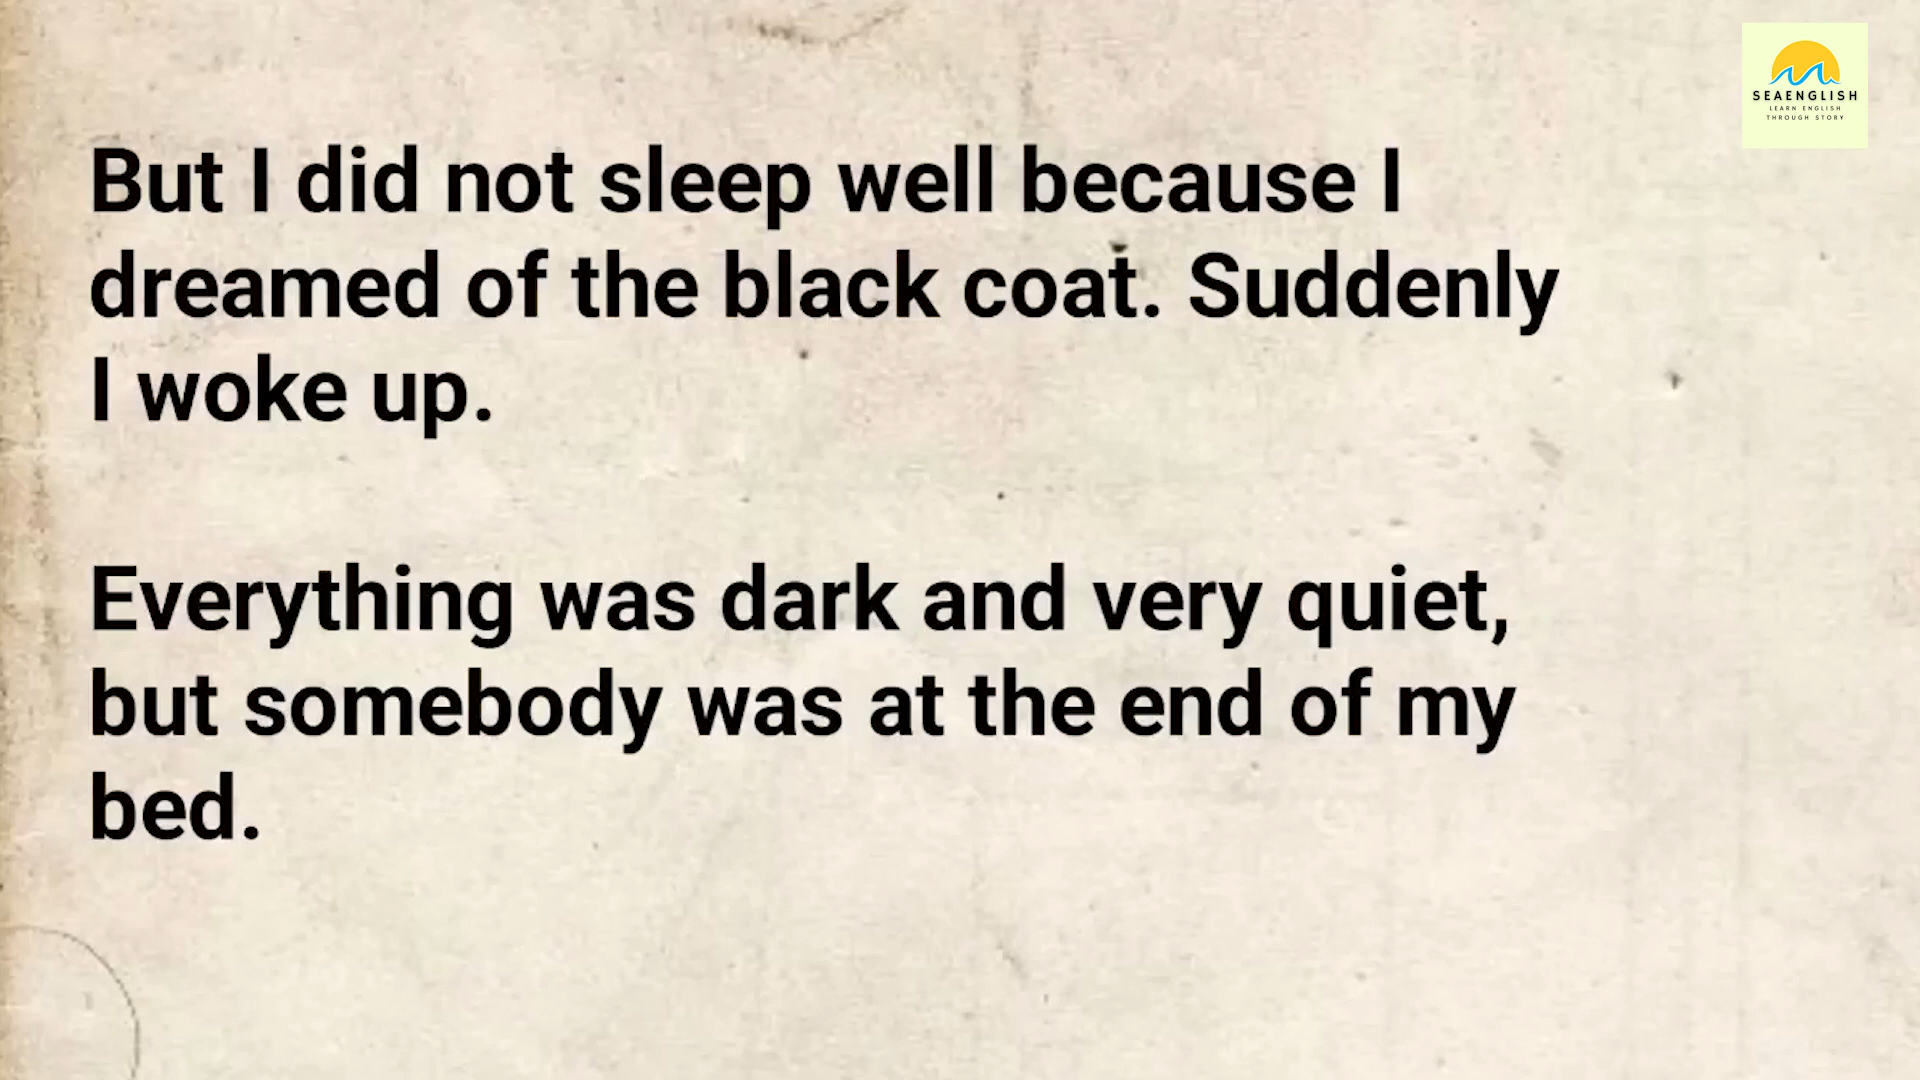 SEAENGLISH
LEARN ENGLISH
THROUGH STORY
But I did not sleep well because I
dreamed of the black coat. Suddenly
I woke up.
Everything was dark and very quiet,
but somebody was at the end of my
bed.